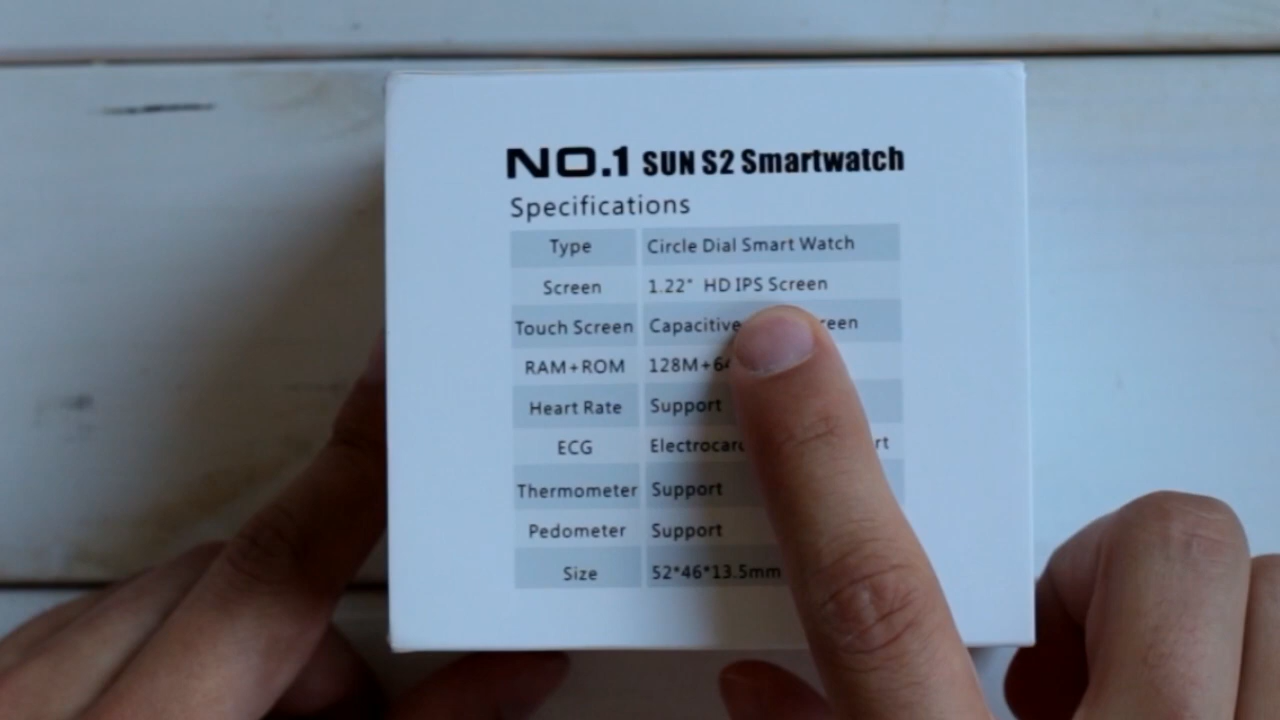 NO.1 SUN S2 Smartwatch
Specifications
Type Circle Dial Smart Watch
Screen 1.22" HD IPS Screen
Touch Screen Capacitive
RAM+ROM
Heart Rate Support
ECG
Thermometer Support
Pedometer Support
Size 52*46*13.5mm